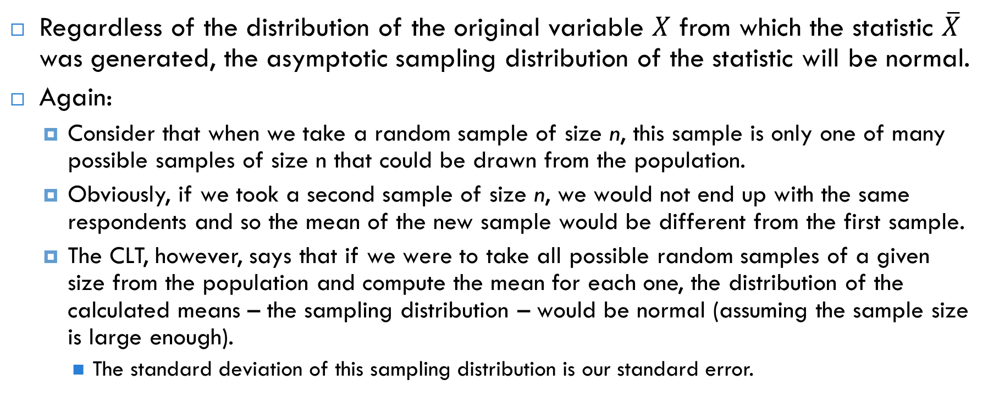 Regardless of the distribution of the original variable X from which the statistic X̅
was generated, the asymptotic sampling distribution of the statistic will be normal.
Again:
Consider that when we take a random sample of size n, this sample is only one of many
possible samples of size n that could be drawn from the population.
Obviously, if we took a second sample of size n, we would not end up with the same
respondents and so the mean of the new sample would be different from the first sample.
The CLT, however, says that if we were to take all possible random samples of a given
size from the population and compute the mean for each one, the distribution of the
calculated means – the sampling distribution – would be normal (assuming the sample size
is large enough).
The standard deviation of this sampling distribution is our standard error.